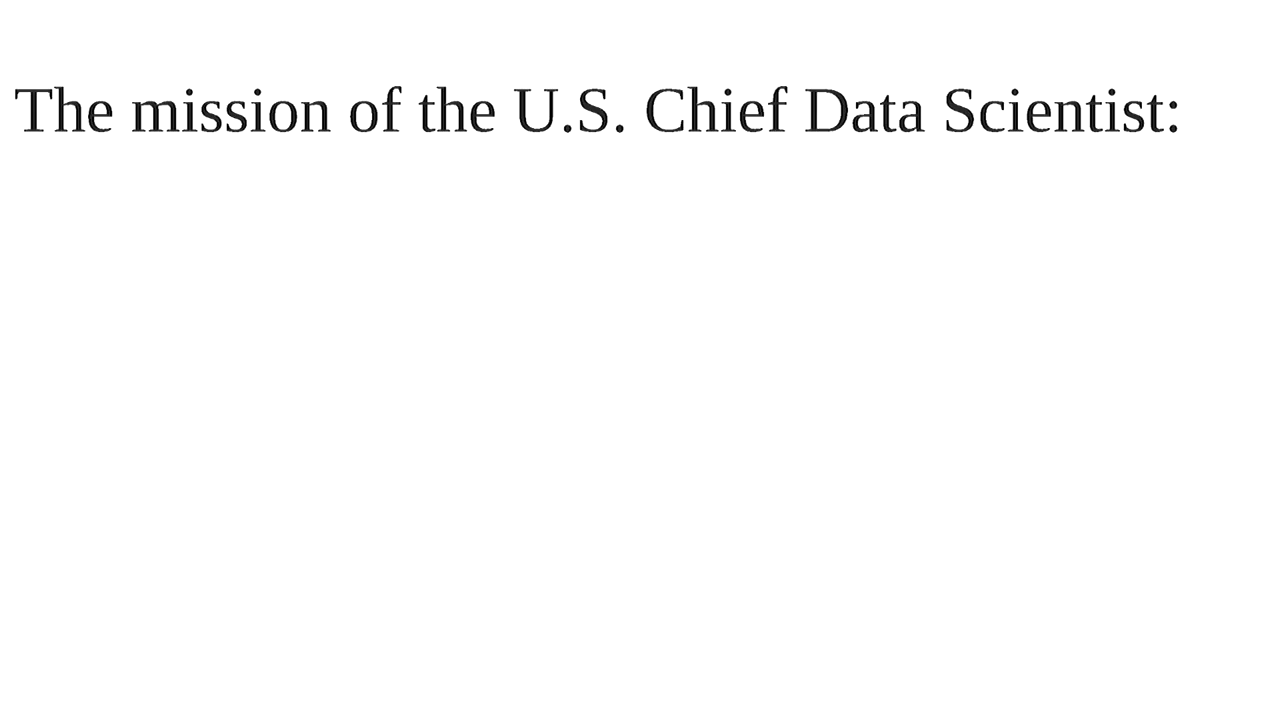 The mission of the U.S. Chief Data Scientist: